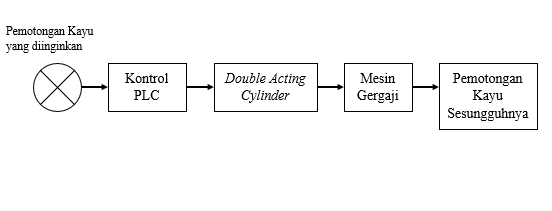 Pemotongan Kayu
yang diinginkan
Kontrol
PLC
Double Acting
Cylinder
Mesin
Gergaji
Pemotongan
Kayu
Sesungguhnya